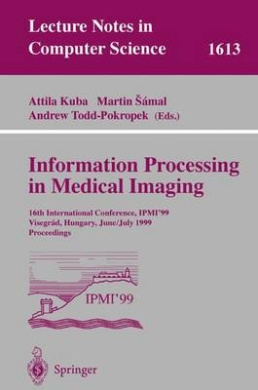 Lecture Notes in
Computer Science 1613
Attila Kuba Martin Šámal
Andrew Todd-Pokropek (Eds.)
Information Processing
in Medical Imaging
16th International Conference, IPMI'99
Visegrád, Hungary, June/July 1999
Proceedings
IPMI'99
Springer